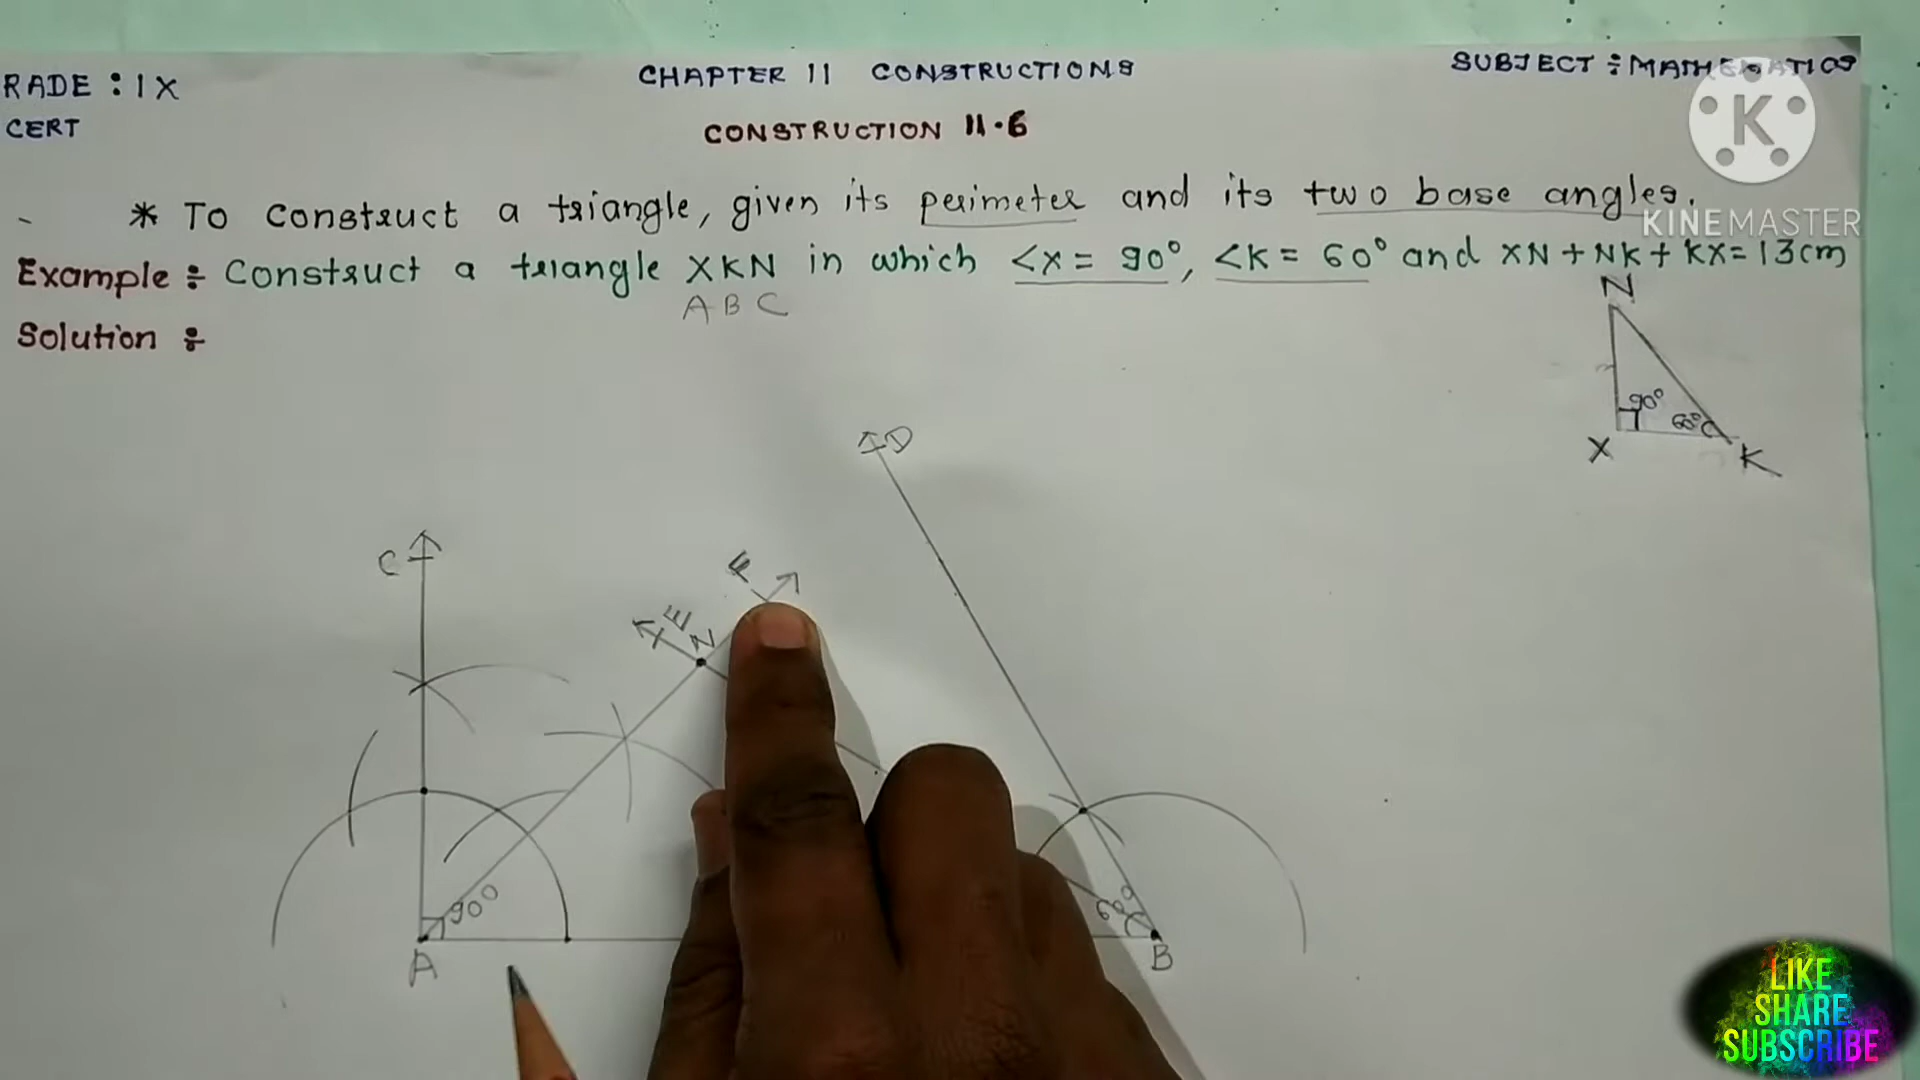 RADE : IX
CHAPTER 11 CONSTRUCTIONS
SUBJECT : MATHEMATICS
CERT
CONSTRUCTION 11.6
K
KINEMASTER
* To construct a triangle, given its perimeter and its two base angles.
Example :- Construct a triangle XKN in which <x = 90°, <K = 60° and XN + NK + KX = 13cm
A B C
Solution :-
N
90°
60°
X
K
D
C
F
E
N
90°
60°
A
B
LIKE
SHARE
SUBSCRIBE